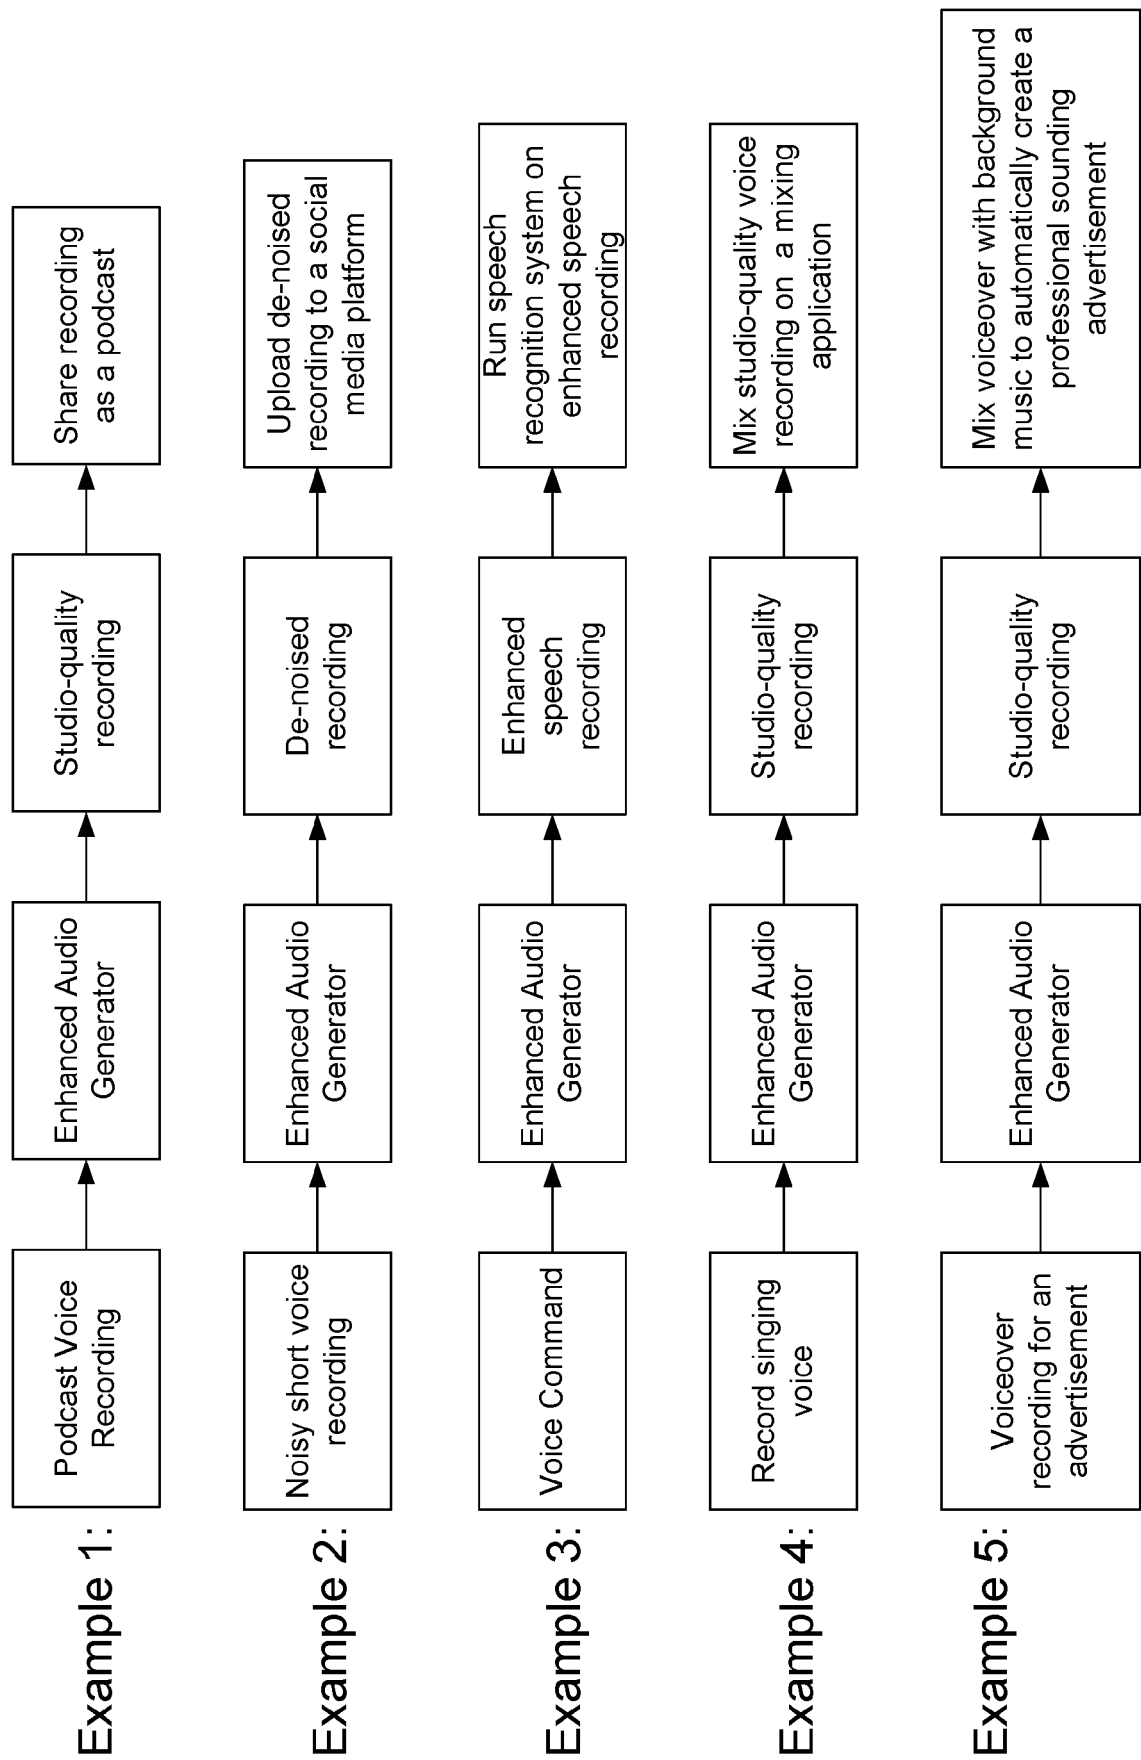 Example 1:
Podcast Voice
Recording
Enhanced Audio
Generator
Studio-quality
recording
Share recording
as a podcast
Example 2:
Noisy short voice
recording
Enhanced Audio
Generator
De-noised
recording
Upload de-noised
recording to a social
media platform
Example 3:
Voice Command
Enhanced Audio
Generator
Enhanced
speech
recording
Run speech
recognition system on
enhanced speech
recording
Example 4:
Record singing
voice
Enhanced Audio
Generator
Studio-quality
recording
Mix studio-quality voice
recording on a mixing
application
Example 5:
Voiceover
recording for an
advertisement
Enhanced Audio
Generator
Studio-quality
recording
Mix voiceover with background
music to automatically create a
professional sounding
advertisement